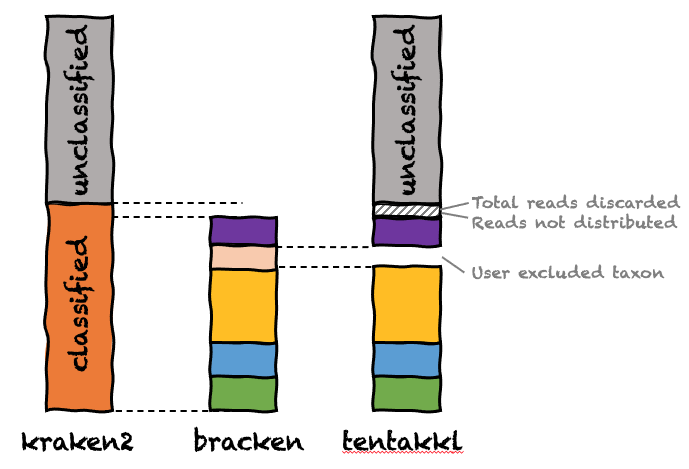 unclassified
unclassified
Total reads discarded
Reads not distributed
User excluded taxon
classified
kraken2
bracken
tentakkl